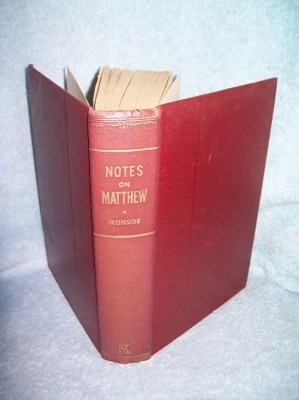 NOTES
ON
MATTHEW
IRONSIDE